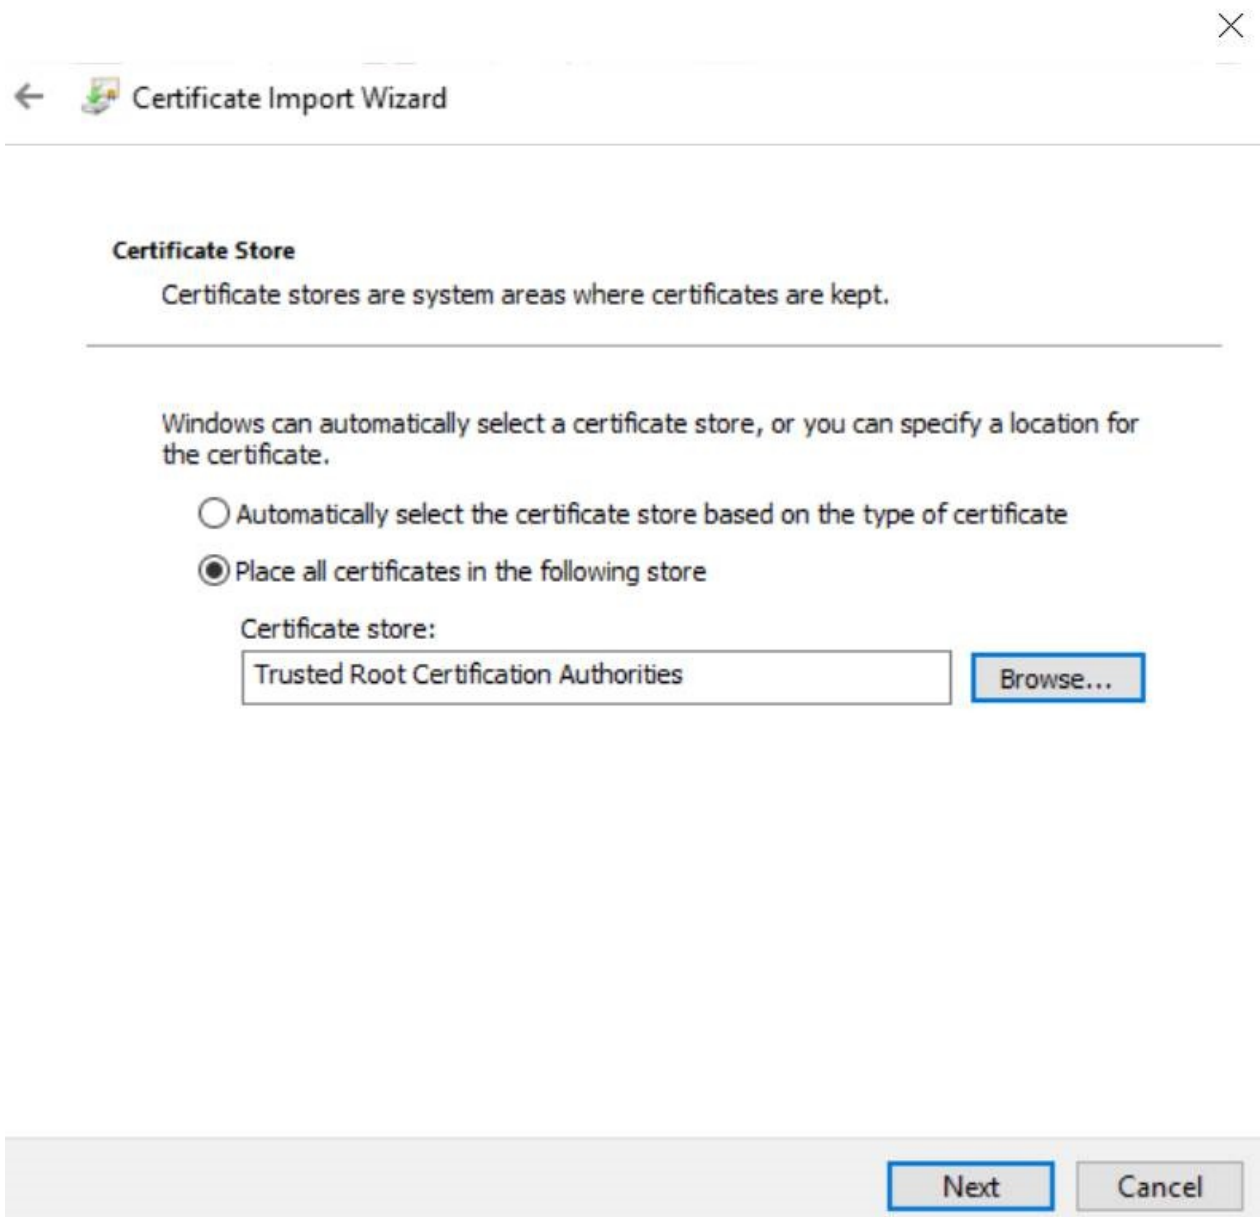 Certificate Import Wizard
Certificate Store
Certificate stores are system areas where certificates are kept.
Windows can automatically select a certificate store, or you can specify a location for
the certificate.
Automatically select the certificate store based on the type of certificate
Place all certificates in the following store
Certificate store:
Trusted Root Certification Authorities
Browse...
Next
Cancel